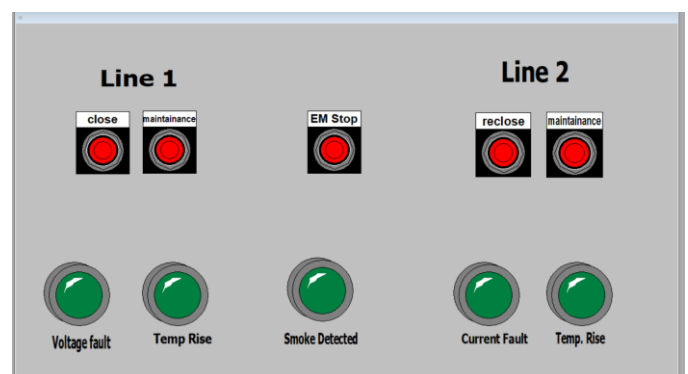 Line 1
Line 2
close
maintainance
EM Stop
reclose
maintainance
Voltage fault
Temp Rise
Smoke Detected
Current Fault
Temp. Rise